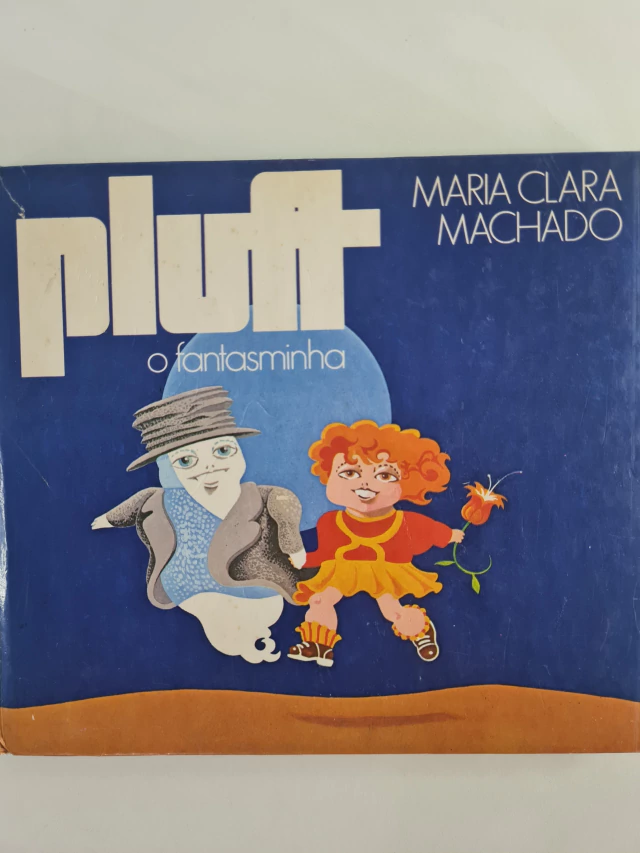 pluft
o fantasminha
MARIA CLARA
MACHADO